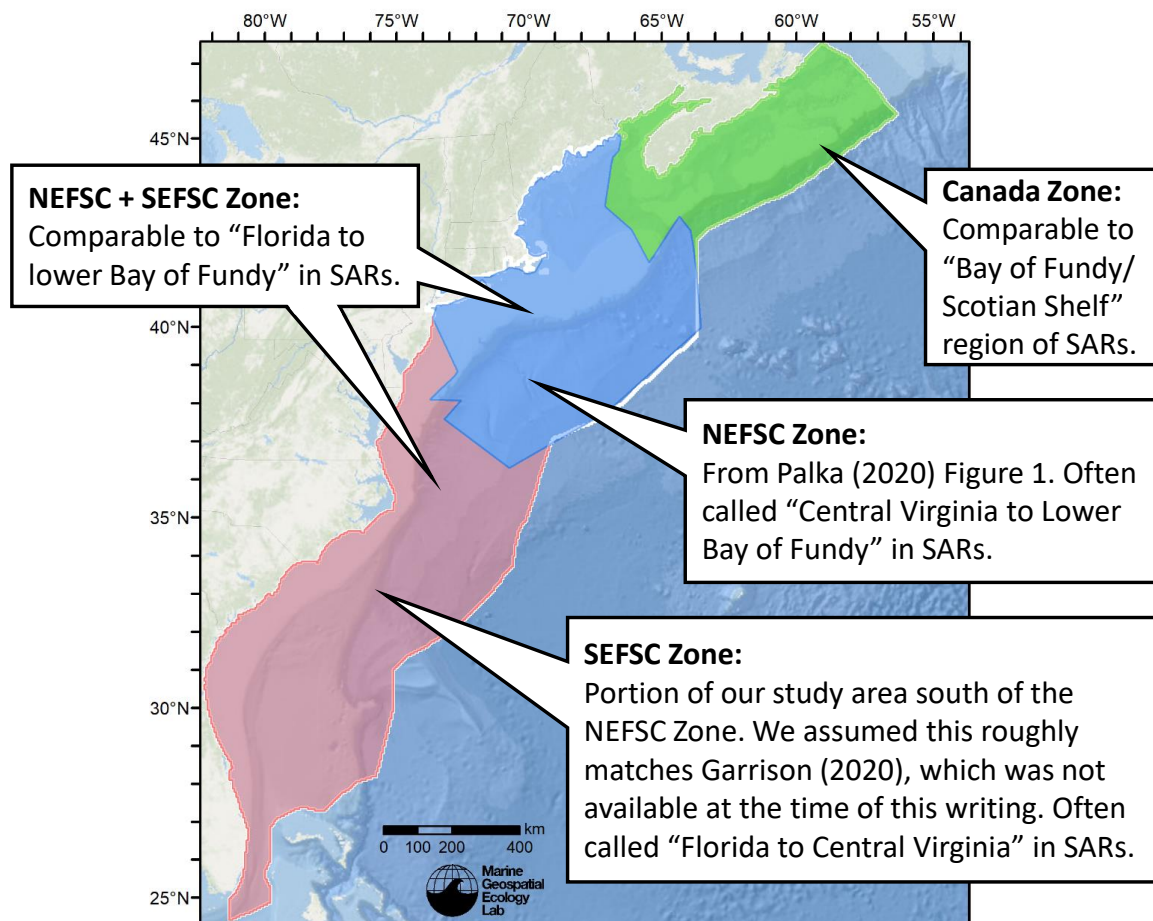 80°W 75°W 70°W 65°W 60°W 55°W
45°N
40°N
35°N
30°N
25°N
NEFSC + SEFSC Zone:
Comparable to “Florida to
lower Bay of Fundy” in SARs.
Canada Zone:
Comparable to
“Bay of Fundy/
Scotian Shelf”
region of SARs.
NEFSC Zone:
From Palka (2020) Figure 1. Often
called “Central Virginia to Lower
Bay of Fundy” in SARs.
SEFSC Zone:
Portion of our study area south of the
NEFSC Zone. We assumed this roughly
matches Garrison (2020), which was not
available at the time of this writing. Often
called “Florida to Central Virginia” in SARs.
km
0 100 200 400
Marine
Geospatial
Ecology
Lab